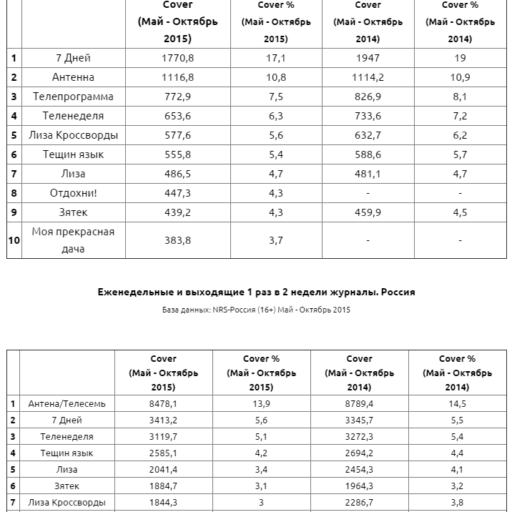 Cover Cover % Cover Cover %
(Май - Октябрь (Май - Октябрь (Май - Октябрь (Май - Октябрь
2015) 2015) 2014) 2014)
1 7 Дней 1770,8 17,1 1947 19
2 Антенна 1116,8 10,8 1114,2 10,9
3 Телепрограмма 772,9 7,5 826,9 8,1
4 Теленеделя 653,6 6,3 733,6 7,2
5 Лиза Кроссворды 577,6 5,6 632,7 6,2
6 Тещин язык 555,8 5,4 588,6 5,7
7 Лиза 486,5 4,7 481,1 4,7
8 Отдохни! 447,3 4,3 - -
9 Зятек 439,2 4,3 459,9 4,5
10 Моя прекрасная дача 383,8 3,7 - -
Еженедельные и выходящие 1 раз в 2 недели журналы. Россия
База данных: NRS-Россия (16+) Май - Октябрь 2015
Cover Cover % Cover Cover %
(Май - Октябрь (Май - Октябрь (Май - Октябрь (Май - Октябрь
2015) 2015) 2014) 2014)
1 Антена/Телесемь 8478,1 13,9 8789,4 14,5
2 7 Дней 3413,2 5,6 3345,7 5,5
3 Теленеделя 3119,7 5,1 3272,3 5,4
4 Тещин язык 2585,1 4,2 2694,2 4,4
5 Лиза 2041,4 3,4 2454,3 4,1
6 Зятек 1884,7 3,1 1964,3 3,2
7 Лиза Кроссворды 1844,3 3 2286,7 3,8